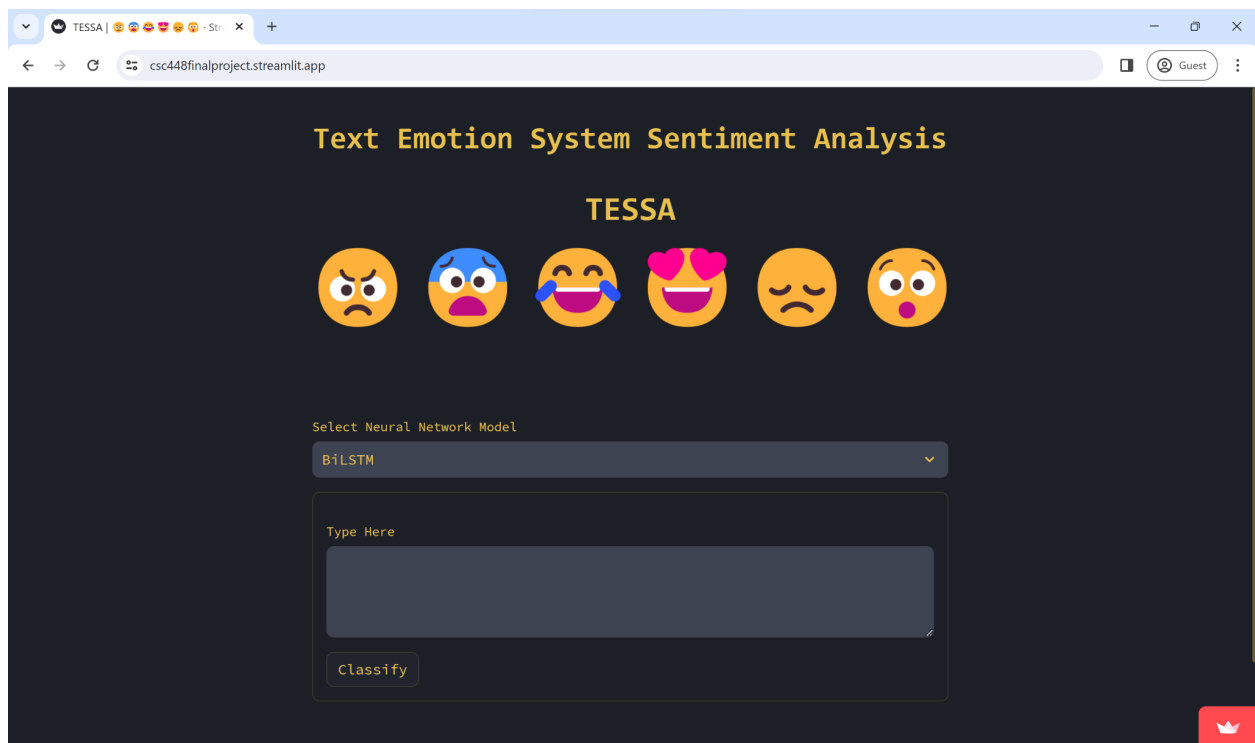 TESSA | 😠 😨 😂 😍 😞 😲 · Str
csc448finalproject.streamlit.app
Guest
Text Emotion System Sentiment Analysis
TESSA
Select Neural Network Model
BiLSTM
Type Here
Classify